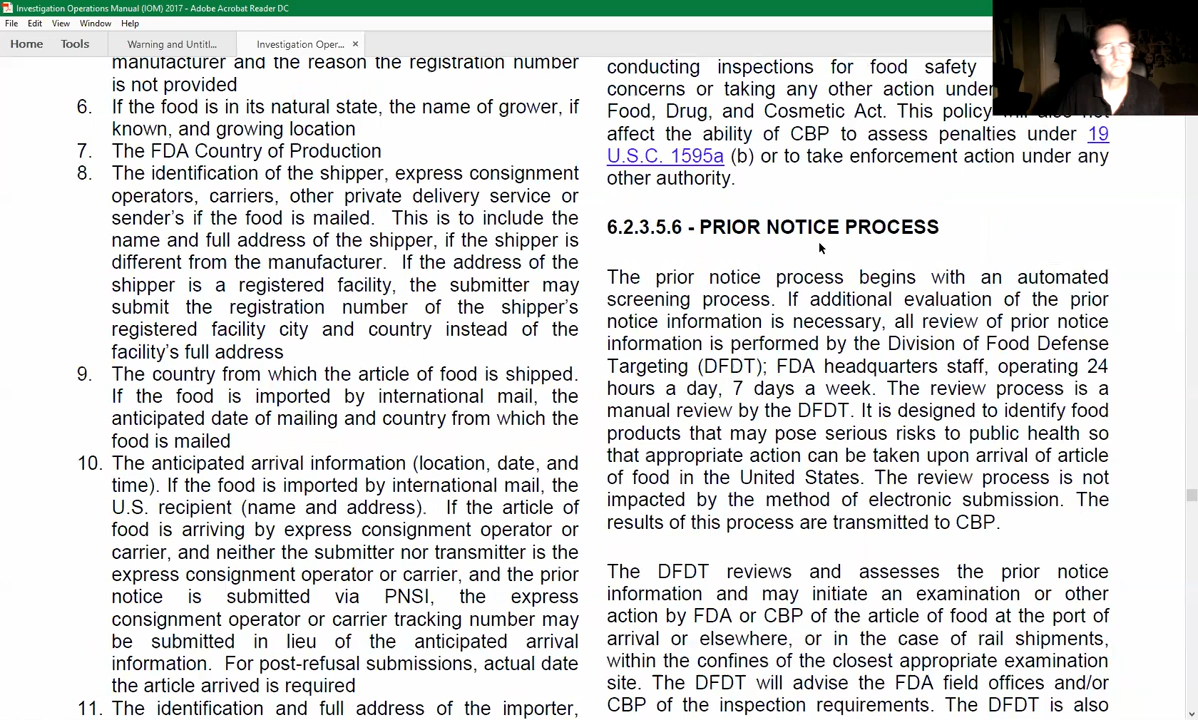 Investigation Operations Manual (IOM) 2017 - Adobe Acrobat Reader DC
File Edit View Window Help
Home Tools Warning and Untitl... Investigation Oper... ×
manufacturer and the reason the registration number
is not provided
6. If the food is in its natural state, the name of grower, if
known, and growing location
7. The FDA Country of Production
8. The identification of the shipper, express consignment
operators, carriers, other private delivery service or
sender's if the food is mailed. This is to include the
name and full address of the shipper, if the shipper is
different from the manufacturer. If the address of the
shipper is a registered facility, the submitter may
submit the registration number of the shipper's
registered facility city and country instead of the
facility's full address
9. The country from which the article of food is shipped.
If the food is imported by international mail, the
anticipated date of mailing and country from which the
food is mailed
10. The anticipated arrival information (location, date, and
time). If the food is imported by international mail, the
U.S. recipient (name and address). If the article of
food is arriving by express consignment operator or
carrier, and neither the submitter nor transmitter is the
express consignment operator or carrier, and the prior
notice is submitted via PNSI, the express
consignment operator or carrier tracking number may
be submitted in lieu of the anticipated arrival
information. For post-refusal submissions, actual date
the article arrived is required
11. The identification and full address of the importer,
conducting inspections for food safety
concerns or taking any other action under
Food, Drug, and Cosmetic Act. This policy
affect the ability of CBP to assess penalties under 19
U.S.C. 1595a (b) or to take enforcement action under any
other authority.
6.2.3.5.6 - PRIOR NOTICE PROCESS
The prior notice process begins with an automated
screening process. If additional evaluation of the prior
notice information is necessary, all review of prior notice
information is performed by the Division of Food Defense
Targeting (DFDT); FDA headquarters staff, operating 24
hours a day, 7 days a week. The review process is a
manual review by the DFDT. It is designed to identify food
products that may pose serious risks to public health so
that appropriate action can be taken upon arrival of article
of food in the United States. The review process is not
impacted by the method of electronic submission. The
results of this process are transmitted to CBP.
The DFDT reviews and assesses the prior notice
information and may initiate an examination or other
action by FDA or CBP of the article of food at the port of
arrival or elsewhere, or in the case of rail shipments,
within the confines of the closest appropriate examination
site. The DFDT will advise the FDA field offices and/or
CBP of the inspection requirements. The DFDT is also